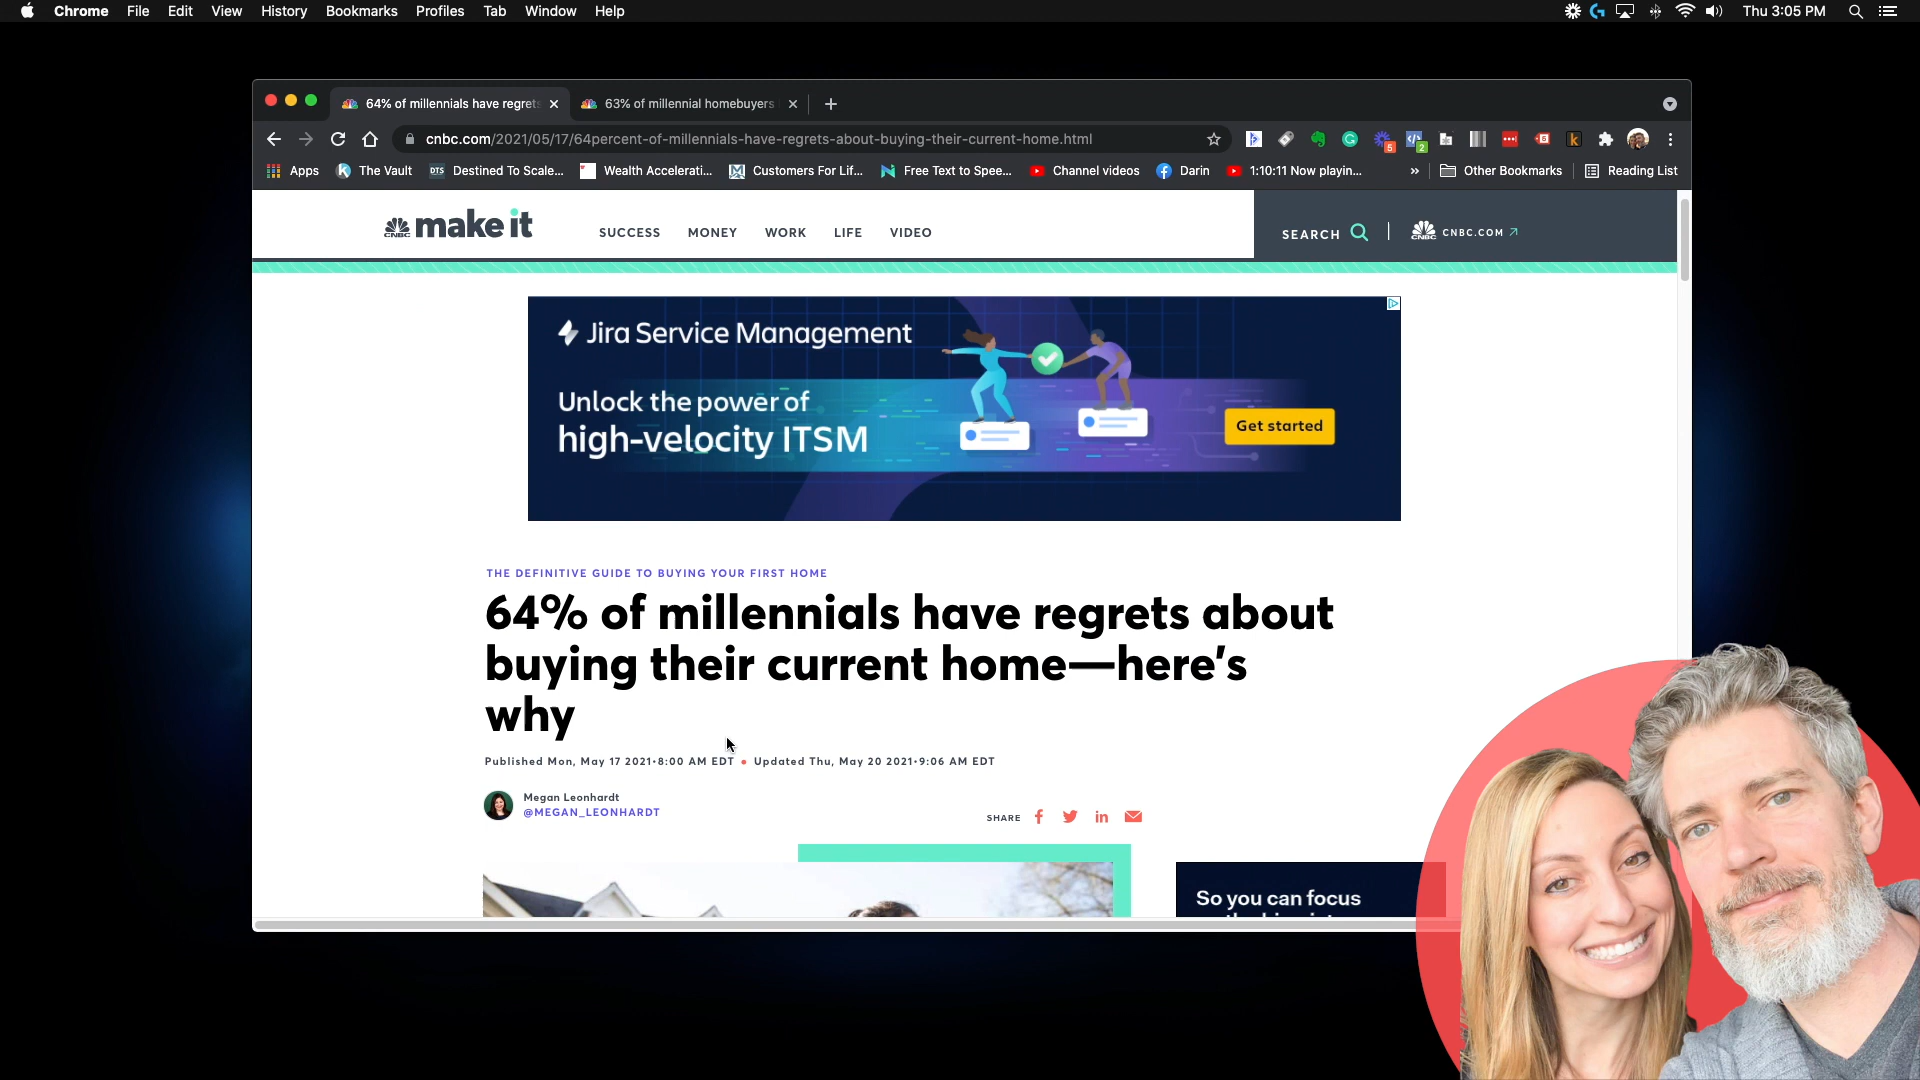 Chrome File Edit View History Bookmarks Profiles Tab Window Help
Thu 3:05 PM
64% of millennials have regrets
63% of millennial homebuyers
cnbc.com/2021/05/17/64percent-of-millennials-have-regrets-about-buying-their-current-home.html
5
2
Apps
The Vault
DTS Destined To Scale...
Wealth Accelerati...
Customers For Lif...
Free Text to Spee...
Channel videos
Darin
1:10:11 Now playin...
»
Other Bookmarks
Reading List
CNBC make it
SUCCESS MONEY WORK LIFE VIDEO
SEARCH
CNBC CNBC.COM
Jira Service Management
Unlock the power of
high-velocity ITSM
Get started
THE DEFINITIVE GUIDE TO BUYING YOUR FIRST HOME
64% of millennials have regrets about
buying their current home—here's
why
Published Mon, May 17 2021•8:00 AM EDT • Updated Thu, May 20 2021•9:06 AM EDT
Megan Leonhardt
@MEGAN_LEONHARDT
SHARE
So you can focus